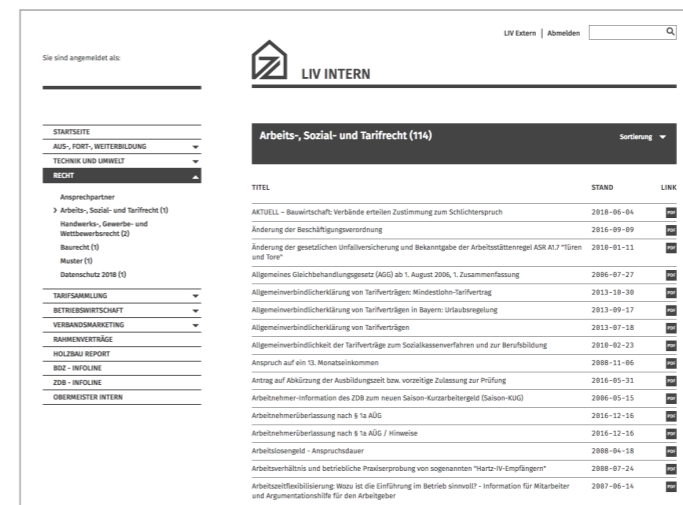 LIV Extern | Abmelden
Sie sind angemeldet als:
LIV INTERN
STARTSEITE
AUS-, FORT-, WEITERBILDUNG
TECHNIK UND UMWELT
RECHT
Ansprechpartner
Arbeits-, Sozial- und Tarifrecht (1)
Handwerks-, Gewerbe- und
Wettbewerbsrecht (2)
Baurecht (1)
Muster (1)
Datenschutz 2018 (1)
TARIFSAMMLUNG
BETRIEBSWIRTSCHAFT
VERBANDSMARKETING
RAHMENVERTRÄGE
HOLZBAU REPORT
BDZ - INFOLINE
ZDB - INFOLINE
OBERMEISTER INTERN
Arbeits-, Sozial- und Tarifrecht (114) Sortierung
TITEL STAND LINK
AKTUELL – Bauwirtschaft: Verbände erteilen Zustimmung zum Schlichterspruch 2018-06-04 PDF
Änderung der Beschäftigungsverordnung 2016-09-09 PDF
Änderung der gesetzlichen Unfallversicherung und Bekanntgabe der Arbeitsstättenregel ASR A1.7 "Türen 2010-01-11 PDF
und Tore"
Allgemeines Gleichbehandlungsgesetz (AGG) ab 1. August 2006, 1. Zusammenfassung 2006-07-27 PDF
Allgemeinverbindlicherklärung von Tarifverträgen: Mindestlohn-Tarifvertrag 2013-10-30 PDF
Allgemeinverbindlicherklärung von Tarifverträgen in Bayern: Urlaubsregelung 2013-09-17 PDF
Allgemeinverbindlicherklärung von Tarifverträgen 2013-07-18 PDF
Allgemeinverbindlichkeit der Tarifverträge zum Sozialkassenverfahren und zur Berufsbildung 2010-02-23 PDF
Anspruch auf ein 13. Monatseinkommen 2008-11-06 PDF
Antrag auf Abkürzung der Ausbildungszeit bzw. vorzeitige Zulassung zur Prüfung 2016-05-31 PDF
Arbeitnehmer-Information des ZDB zum neuen Saison-Kurzarbeitergeld (Saison-KUG) 2006-05-15 PDF
Arbeitnehmerüberlassung nach § 1a AÜG 2016-12-16 PDF
Arbeitnehmerüberlassung nach § 1a AÜG / Hinweise 2016-12-16 PDF
Arbeitslosengeld - Anspruchsdauer 2008-04-18 PDF
Arbeitsverhältnis und betriebliche Praxiserprobung von sogenannten "Hartz-IV-Empfängern" 2008-07-24 PDF
Arbeitszeitflexibilisierung: Wozu ist die Einführung im Betrieb sinnvoll? - Information für Mitarbeiter 2007-06-14 PDF
und Argumentationshilfe für den Arbeitgeber